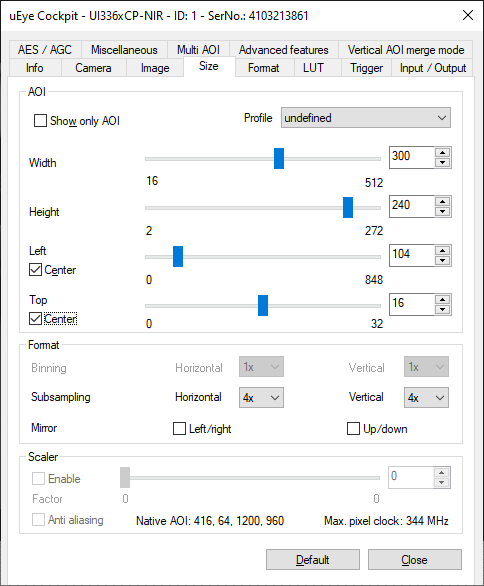 uEye Cockpit - UI336xCP-NIR - ID: 1 - SerNo.: 4103213861
AES / AGC Miscellaneous Multi AOI Advanced features Vertical AOI merge mode
Info Camera Image Size Format LUT Trigger Input / Output
AOI
Show only AOI Profile undefined
Width 300
16 512
Height 240
2 272
Left 104
Center 0 848
Top 16
Center 0 32
Format
Binning Horizontal 1x Vertical 1x
Subsampling Horizontal 4x Vertical 4x
Mirror Left/right Up/down
Scaler
Enable 0
Factor 0 0
Anti aliasing Native AOI: 416, 64, 1200, 960 Max. pixel clock: 344 MHz
Default Close